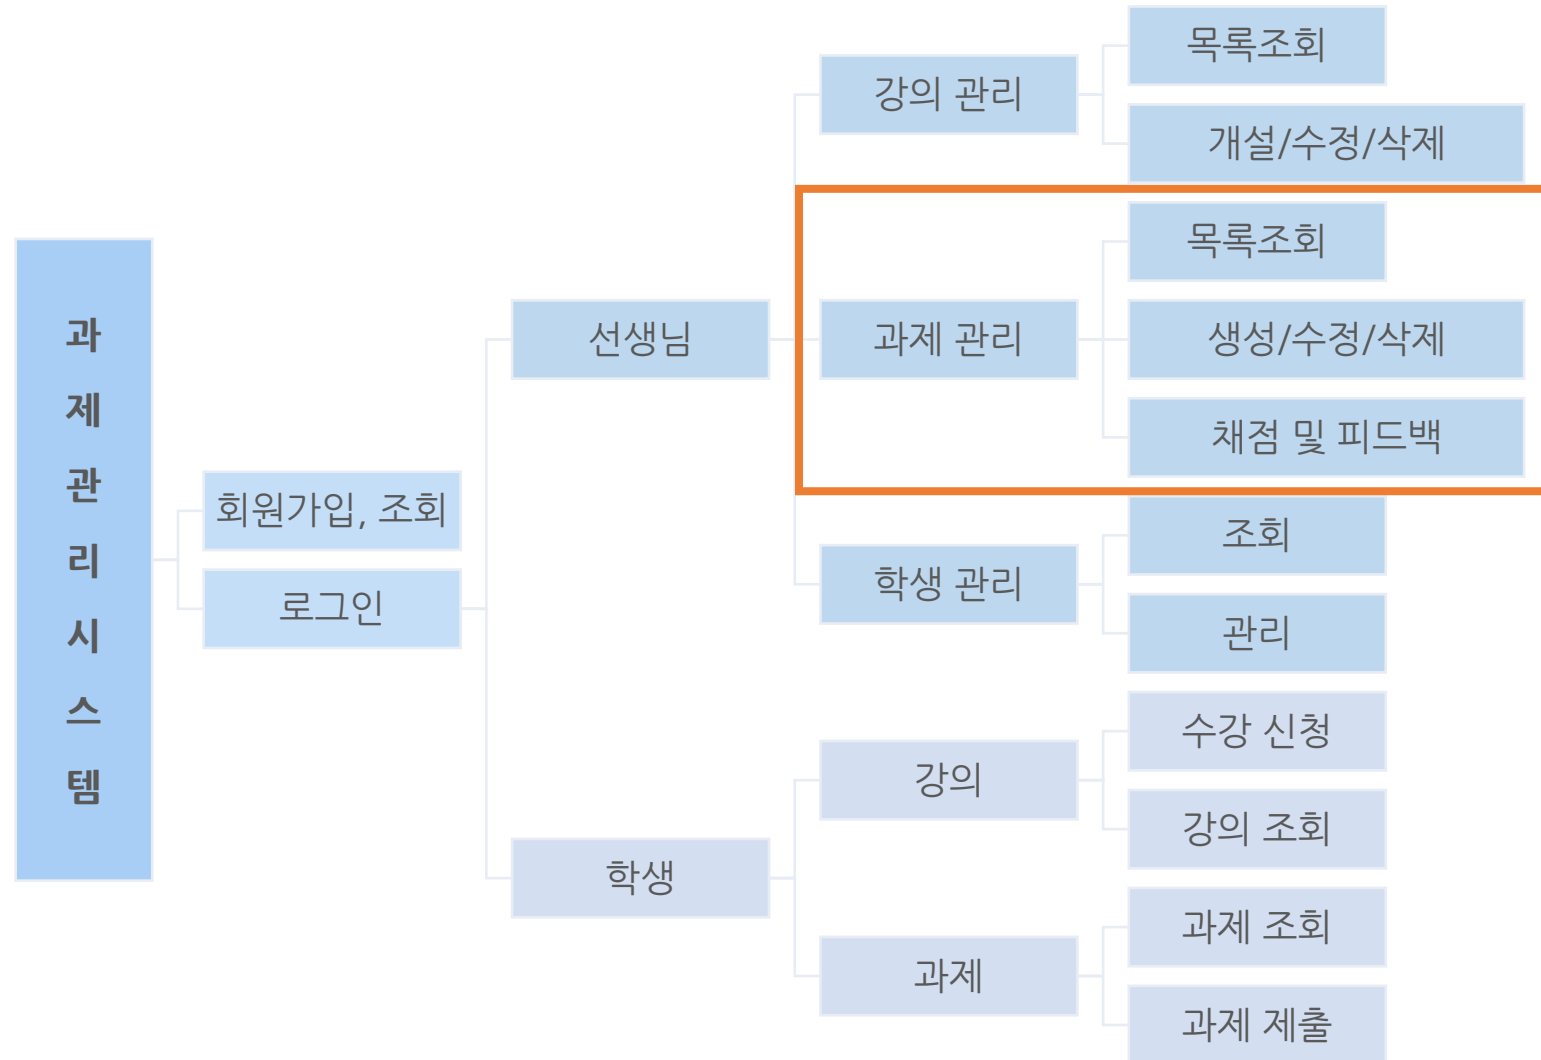 과
제
관
리
시
스
템
회원가입, 조회
로그인
선생님
강의 관리
목록조회
개설/수정/삭제
과제 관리
목록조회
생성/수정/삭제
채점 및 피드백
학생 관리
조회
관리
학생
강의
수강 신청
강의 조회
과제
과제 조회
과제 제출